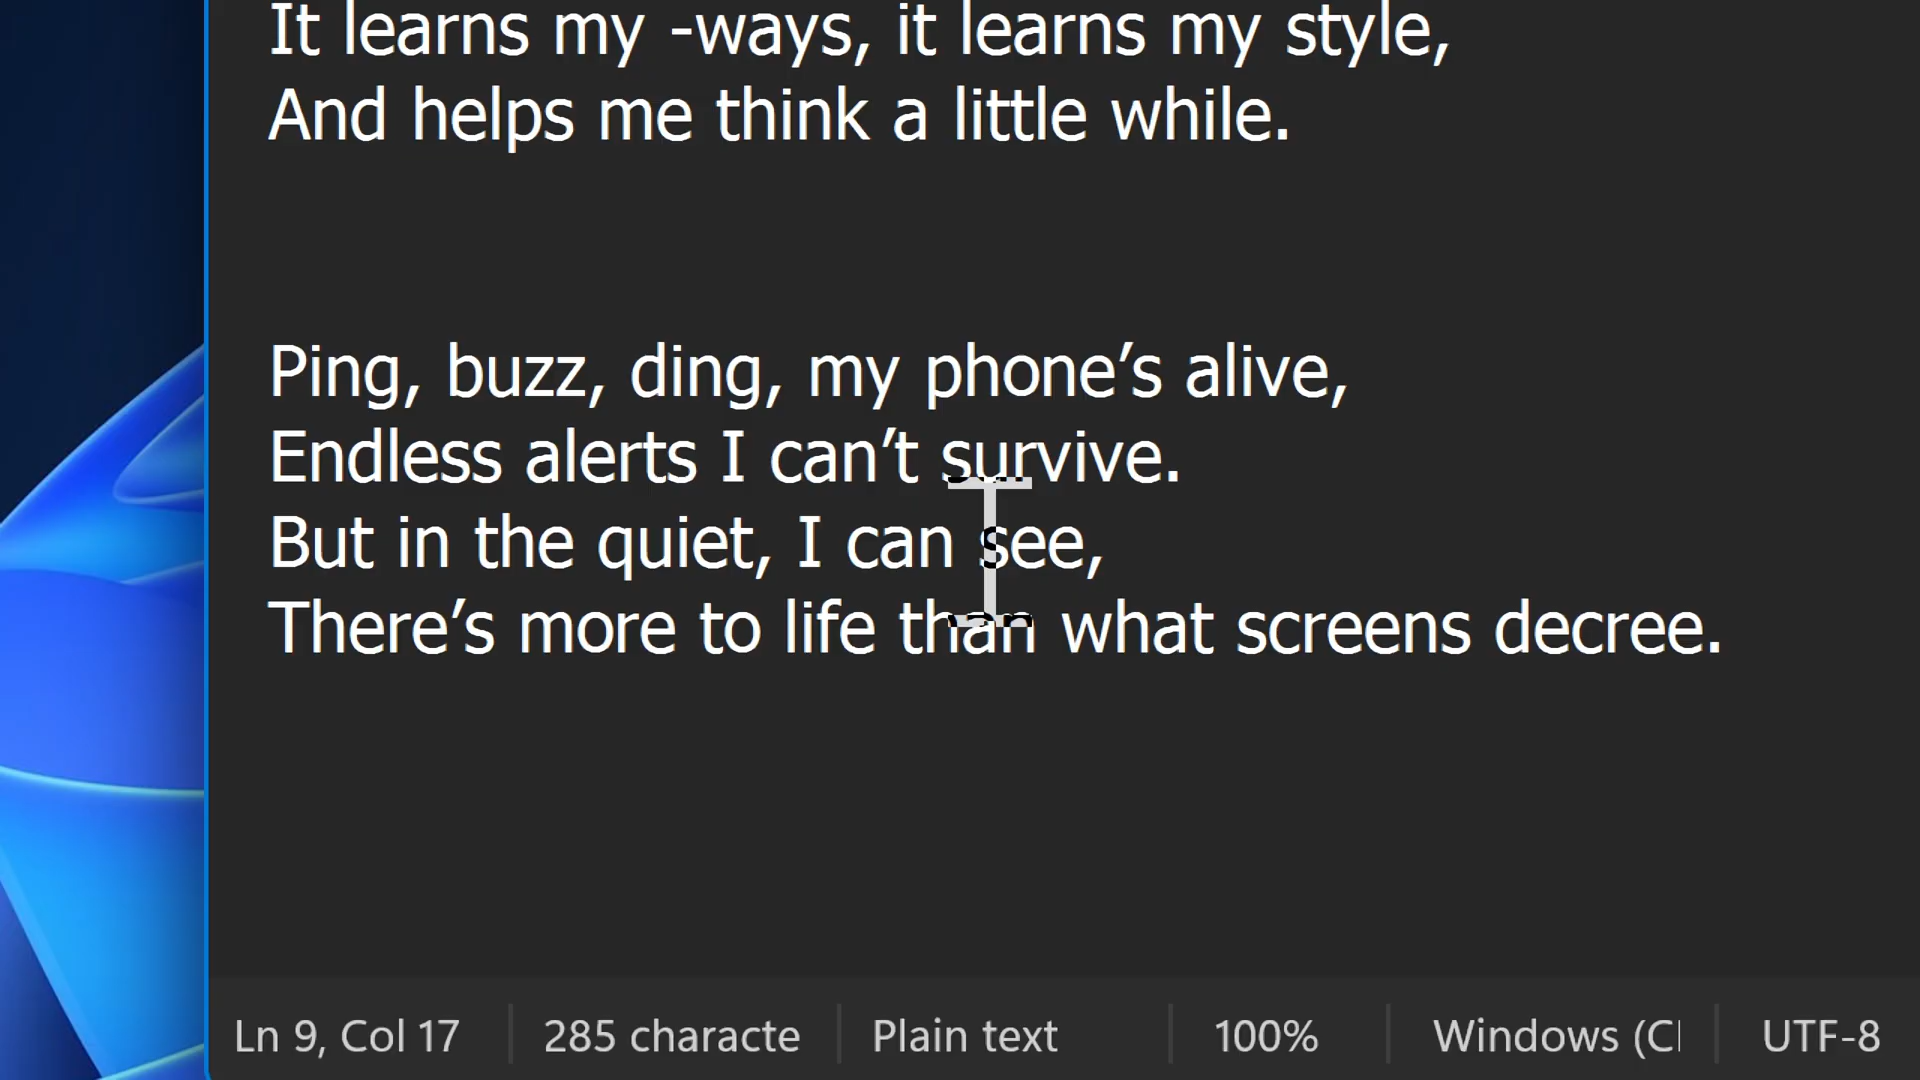 It learns my -ways, it learns my style,
And helps me think a little while.
Ping, buzz, ding, my phone’s alive,
Endless alerts I can’t survive.
But in the quiet, I can see,
There’s more to life than what screens decree.
Ln 9, Col 17
285 characte
Plain text
100%
Windows (C
UTF-8